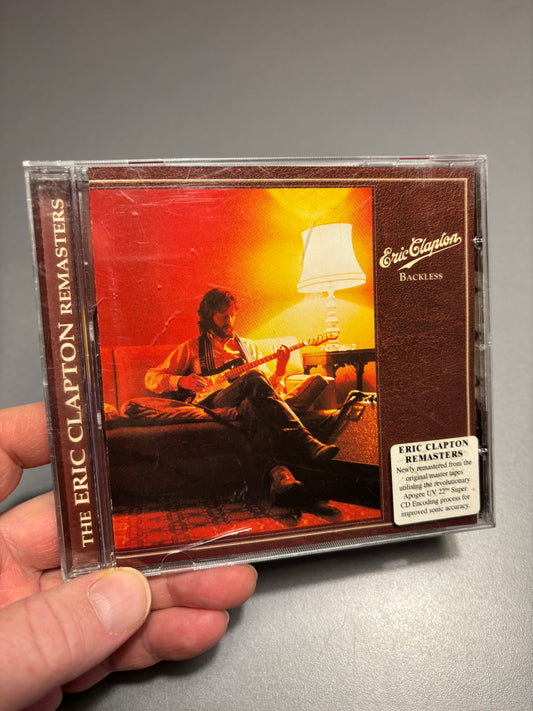 THE ERIC CLAPTON REMASTERS
Eric Clapton
BACKLESS
ERIC CLAPTON
REMASTERS
Newly remastered from the
original master tapes
utilising the revolutionary
Apogee UV 22™ Super
CD Encoding process for
improved sonic accuracy.